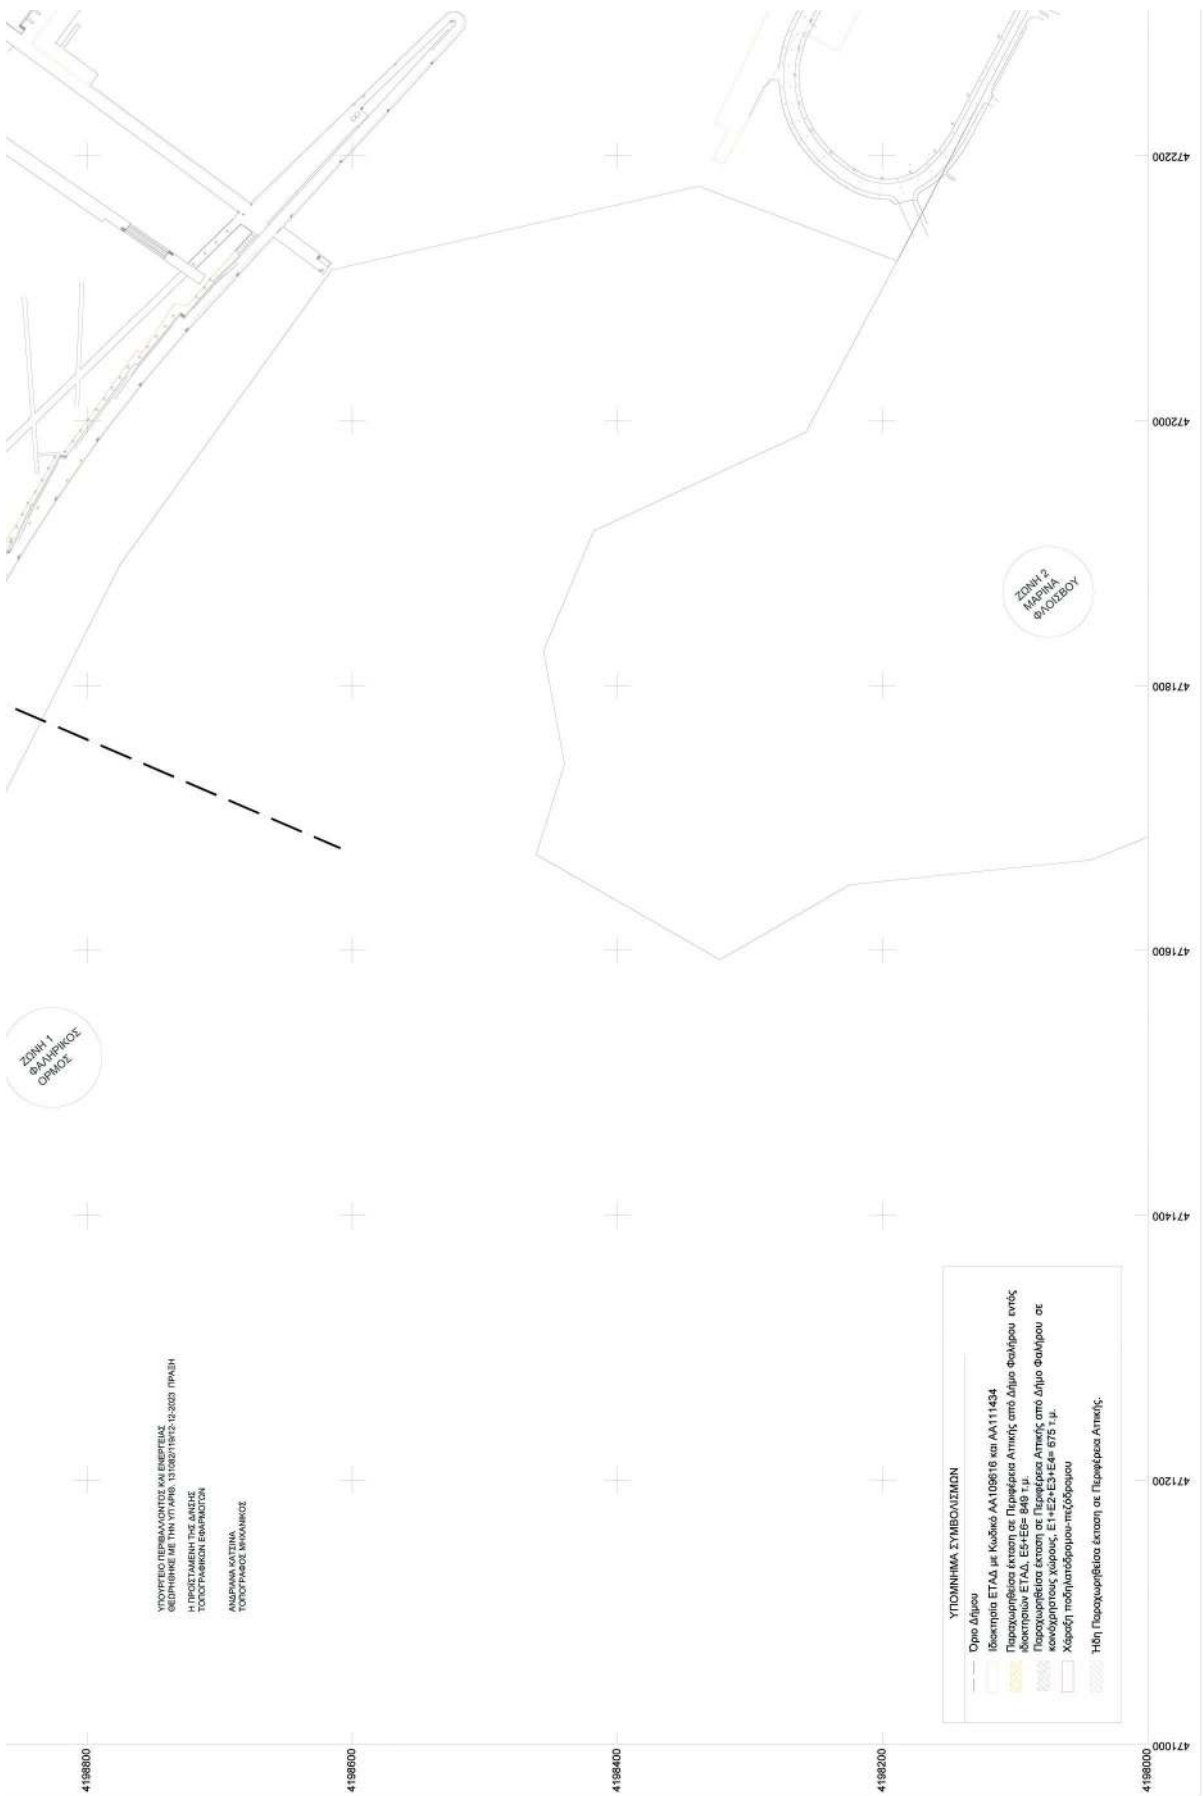 472200
472000
471800
471600
471400
471200
471000
4198800
4198600
4198400
4198200
4198000
ΖΩΝΗ 2
ΜΑΡΙΝΑ
ΦΛΟΙΣΒΟΥ
ΖΩΝΗ 1
ΦΑΛΗΡΙΚΟΣ
ΟΡΜΟΣ
ΥΠΟΥΡΓΕΙΟ ΠΕΡΙΒΑΛΛΟΝΤΟΣ ΚΑΙ ΕΝΕΡΓΕΙΑΣ
ΘΕΩΡΗΘΗΚΕ ΜΕ ΤΗΝ ΥΠ'ΑΡΙΘ. 131082/119/12-12-2023 ΠΡΑΞΗ
Η ΠΡΟΪΣΤΑΜΕΝΗ ΤΗΣ Δ/ΝΣΗΣ
ΤΟΠΟΓΡΑΦΙΚΩΝ ΕΦΑΡΜΟΓΩΝ
ΑΝΔΡΙΑΝΑ ΚΑΤΣΙΝΑ
ΤΟΠΟΓΡΑΦΟΣ ΜΗΧΑΝΙΚΟΣ
ΥΠΟΜΝΗΜΑ ΣΥΜΒΟΛΙΣΜΩΝ
Όριο Δήμου
Ιδιοκτησία ΕΤΑΔ με Κωδικό ΑΑ109616 και ΑΑ111434
Παραχωρηθείσα έκταση σε Περιφέρεια Αττικής από Δήμο Φαλήρου εντός
ιδιοκτησιών ΕΤΑΔ, Ε5+Ε6= 849 τ.μ.
Παραχωρηθείσα έκταση σε Περιφέρεια Αττικής από Δήμο Φαλήρου σε
κοινόχρηστους χώρους, Ε1+Ε2+Ε3+Ε4= 675 τ.μ.
Χάραξη ποδηλατόδρομου-πεζόδρομου
Ήδη Παραχωρηθείσα έκταση σε Περιφέρεια Αττικής.